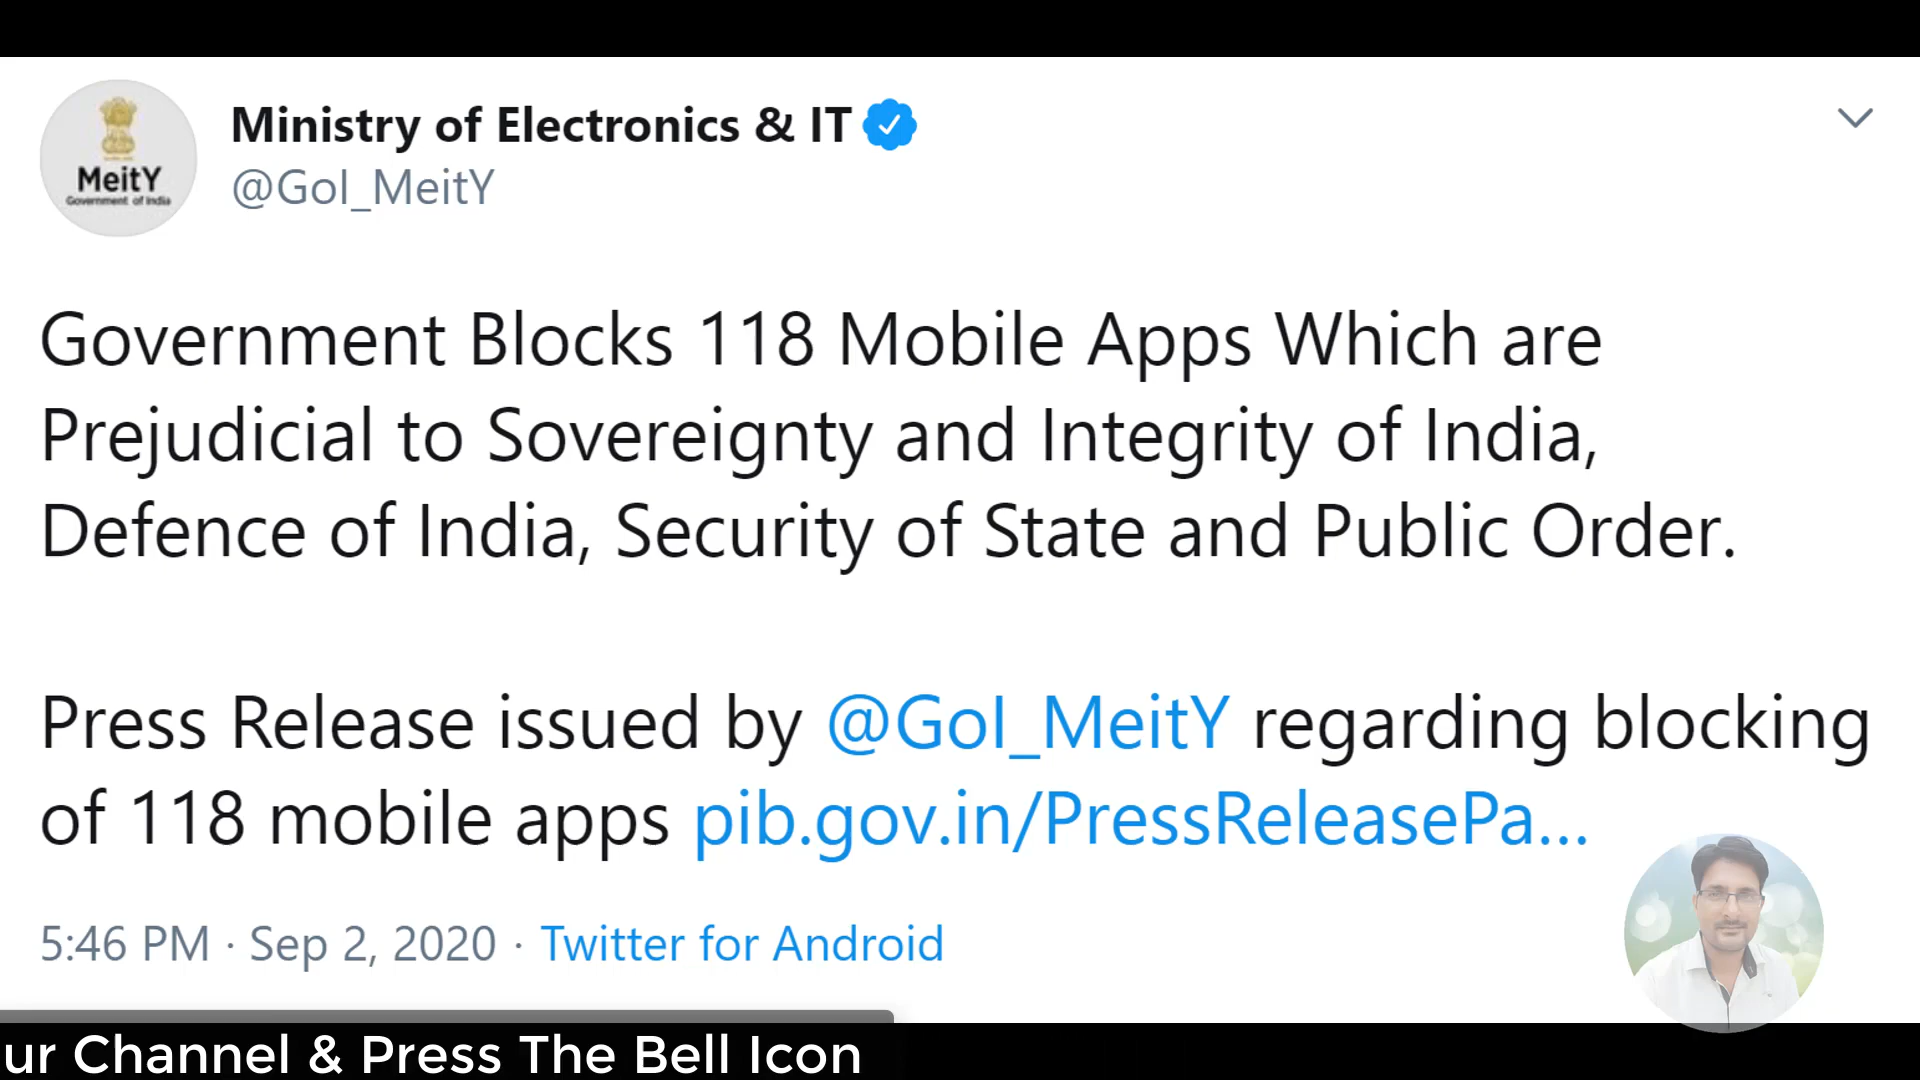 Ministry of Electronics & IT
@GoI_MeitY
MeitY
Government of India
Government Blocks 118 Mobile Apps Which are
Prejudicial to Sovereignty and Integrity of India,
Defence of India, Security of State and Public Order.
Press Release issued by @GoI_MeitY regarding blocking
of 118 mobile apps pib.gov.in/PressReleasePa...
5:46 PM · Sep 2, 2020 · Twitter for Android
ur Channel & Press The Bell Icon